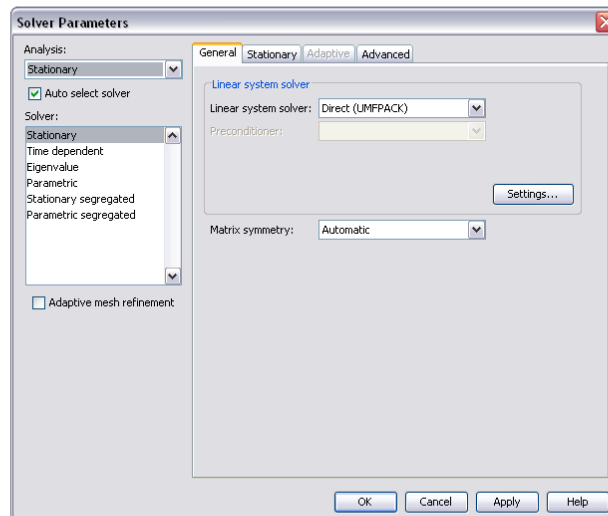 Solver Parameters
Analysis:
Stationary
Auto select solver
Solver:
Stationary
Time dependent
Eigenvalue
Parametric
Stationary segregated
Parametric segregated
Adaptive mesh refinement
General Stationary Adaptive Advanced
Linear system solver
Linear system solver: Direct (UMFPACK)
Preconditioner:
Settings...
Matrix symmetry: Automatic
OK Cancel Apply Help